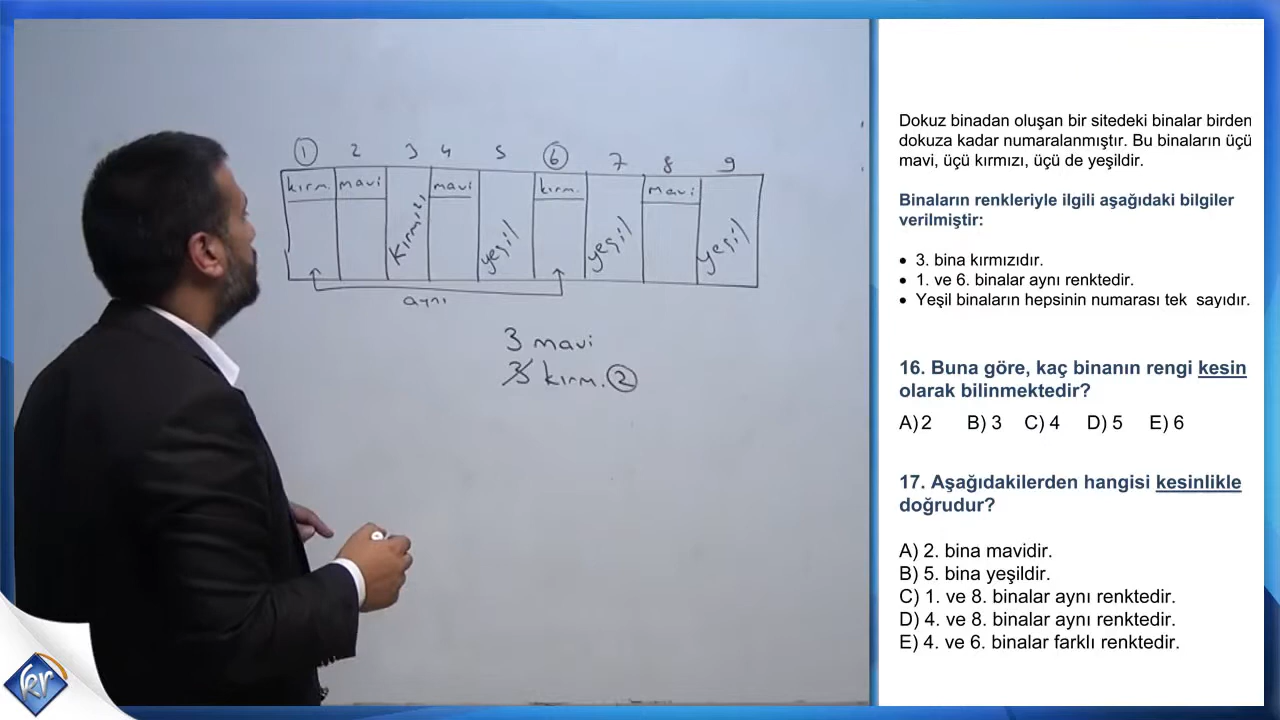 1 2 3 4 5 6 7 8 9
kırm. mavi kırmızı mavi yeşil kırm. yeşil mavi yeşil
aynı
3 mavi
3 kırm. 2
Dokuz binadan oluşan bir sitedeki binalar birden
dokuza kadar numaralanmıştır. Bu binaların üçü
mavi, üçü kırmızı, üçü de yeşildir.
Binaların renkleriyle ilgili aşağıdaki bilgiler
verilmiştir:
• 3. bina kırmızıdır.
• 1. ve 6. binalar aynı renktedir.
• Yeşil binaların hepsinin numarası tek sayıdır.
16. Buna göre, kaç binanın rengi kesin
olarak bilinmektedir?
A) 2 B) 3 C) 4 D) 5 E) 6
17. Aşağıdakilerden hangisi kesinlikle
doğrudur?
A) 2. bina mavidir.
B) 5. bina yeşildir.
C) 1. ve 8. binalar aynı renktedir.
D) 4. ve 8. binalar aynı renktedir.
E) 4. ve 6. binalar farklı renktedir.
kr